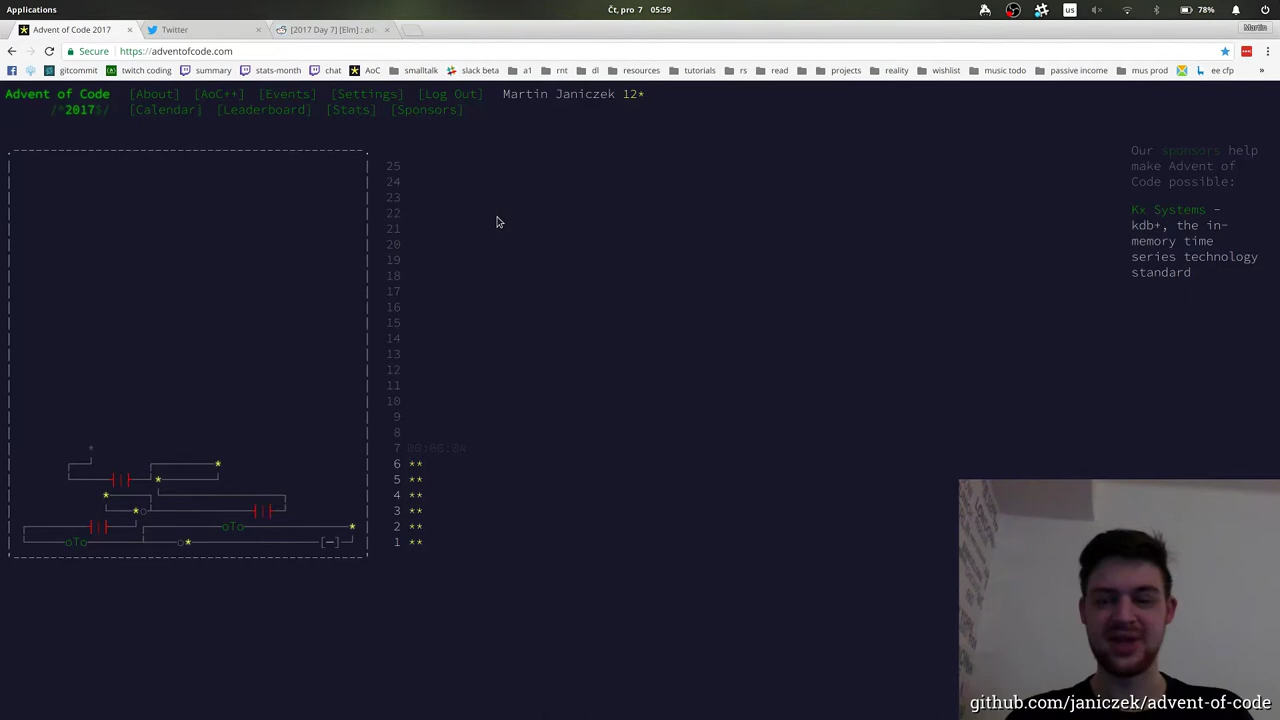 Applications
Čt, pro 7 05:59
us
78%
Advent of Code 2017
Twitter
[2017 Day 7] [Elm] : ad
Martin
Secure
https://adventofcode.com
gitcommit
twitch coding
summary
stats-month
chat
AoC
smalltalk
slack beta
a1
rnt
dl
resources
tutorials
rs
read
projects
reality
wishlist
music todo
passive income
mus prod
ee cfp
»
Advent of Code [About] [AoC++] [Events] [Settings] [Log Out] Martin Janiczek 12*
/*2017$/ [Calendar] [Leaderboard] [Stats] [Sponsors]
Our sponsors help
make Advent of
Code possible:
Kx Systems –
kdb+, the in-
memory time
series technology
standard
25
24
23
22
21
20
19
18
17
16
15
14
13
12
11
10
9
8
7
6 **
5 **
4 **
3 **
2 **
1 **
oTo
oTo
github.com/janiczek/advent-of-code